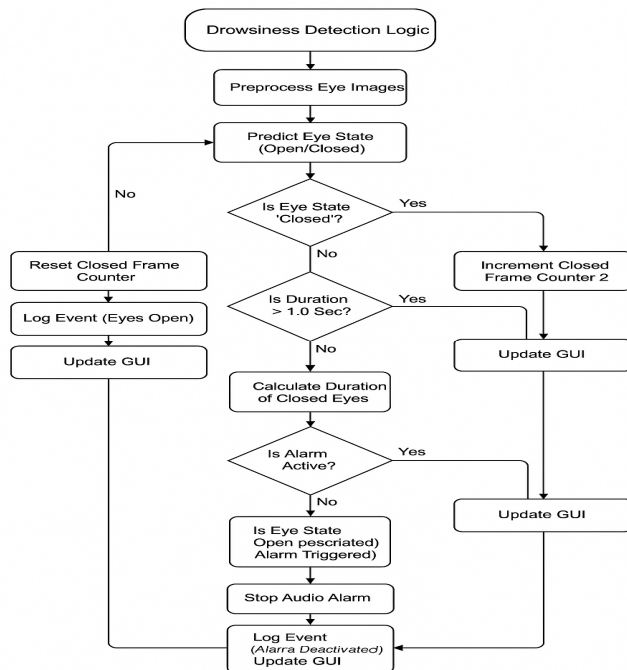 Drowsiness Detection Logic
Preprocess Eye Images
Predict Eye State
(Open/Closed)
No
Is Eye State
'Closed'?
Yes
Reset Closed Frame
Counter
No
Increment Closed
Frame Counter 2
Log Event (Eyes Open)
Is Duration
> 1.0 Sec?
Yes
Update GUI
No
Update GUI
Calculate Duration
of Closed Eyes
Is Alarm
Active?
Yes
No
Update GUI
Is Eye State
Open pescriated)
Alarm Triggered)
Stop Audio Alarm
Log Event
(Alarra Deactivated)
Update GUI